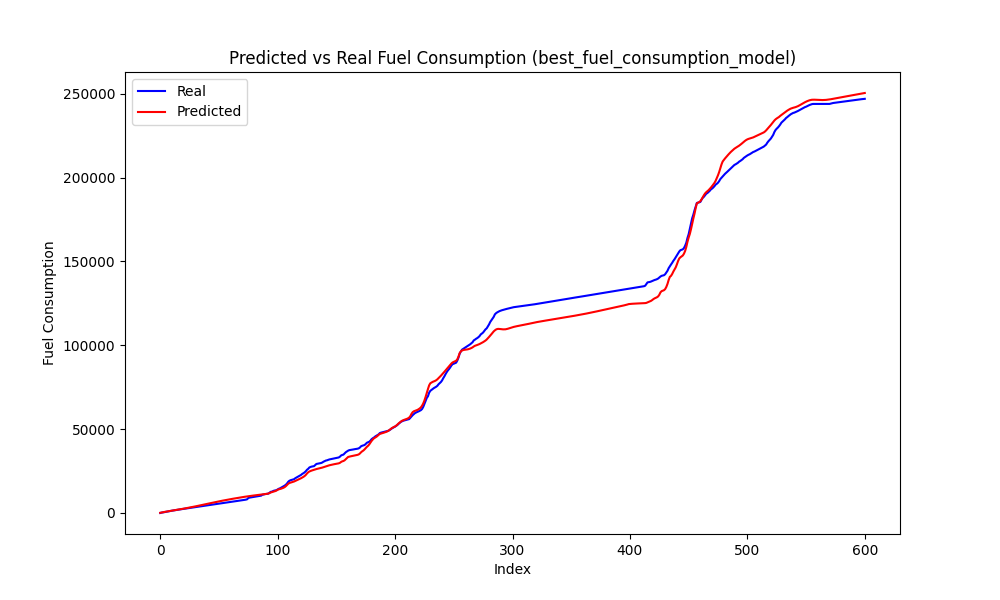 Predicted vs Real Fuel Consumption (best_fuel_consumption_model)
Real
Predicted
250000
200000
150000
100000
50000
0
Fuel Consumption
0 100 200 300 400 500 600
Index